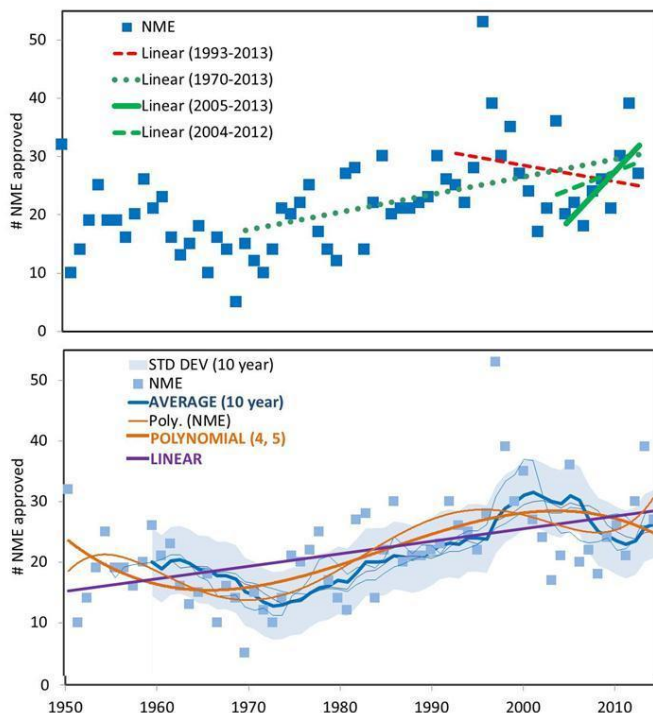 50
40
30
20
10
0
# NME approved
NME
Linear (1993-2013)
Linear (1970-2013)
Linear (2005-2013)
Linear (2004-2012)
50
40
30
20
10
0
# NME approved
STD DEV (10 year)
NME
AVERAGE (10 year)
Poly. (NME)
POLYNOMIAL (4, 5)
LINEAR
1950 1960 1970 1980 1990 2000 2010